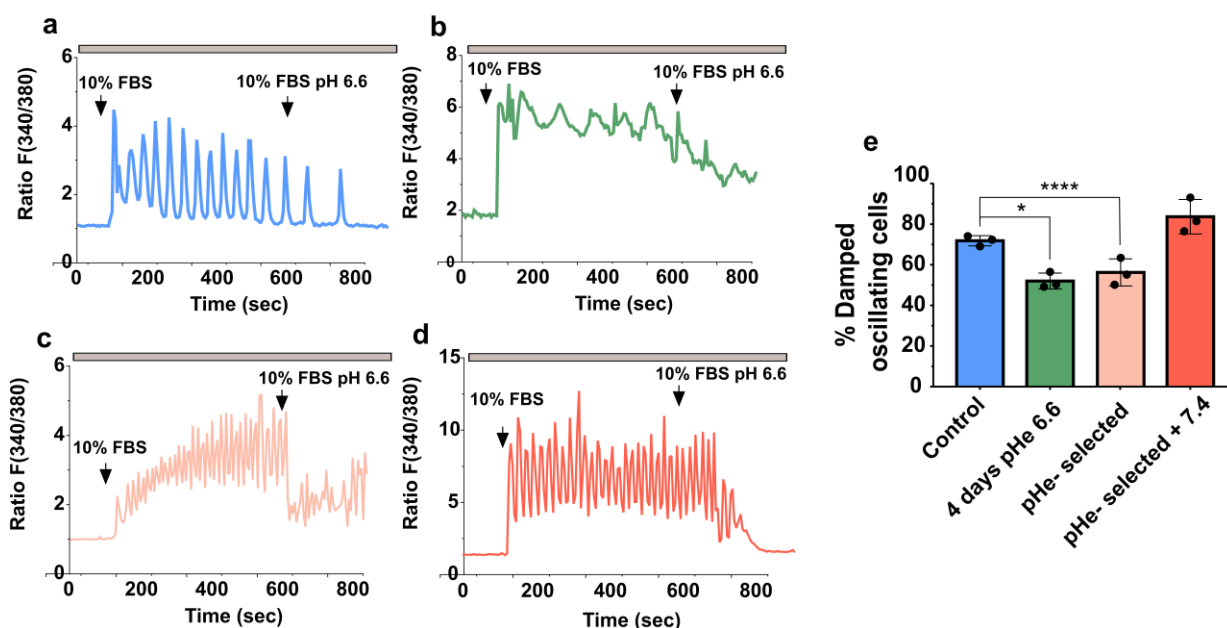 a
6
4
2
0
Ratio F(340/380)
10% FBS
10% FBS pH 6.6
0
200
400
600
800
Time (sec)
b
8
6
4
2
0
Ratio F(340/380)
10% FBS
10% FBS pH 6.6
0
200
400
600
800
Time (sec)
c
6
4
2
0
Ratio F(340/380)
10% FBS
10% FBS pH 6.6
0
200
400
600
800
Time (sec)
d
15
10
5
0
Ratio F(340/380)
10% FBS
10% FBS pH 6.6
0
200
400
600
800
Time (sec)
e
100
80
60
40
20
0
% Damped
oscillating cells
****
*
Control
4 days pHe 6.6
pHe- selected
pHe- selected + 7.4